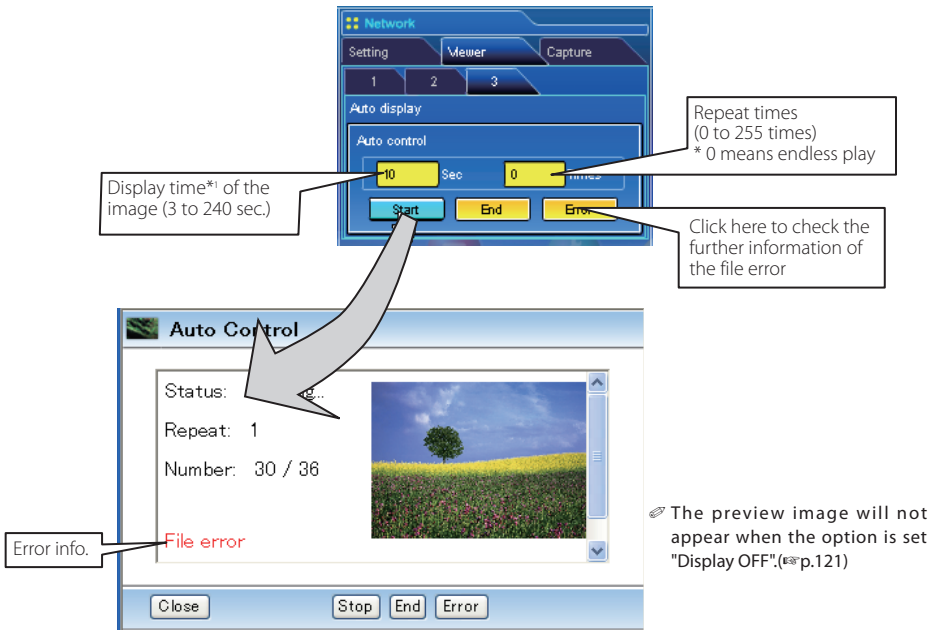 Network
Setting Viewer Capture
1 2 3
Auto display
Auto control
10 Sec 0
Start End Error
Repeat times
(0 to 255 times)
* 0 means endless play
Display time*1 of the
image (3 to 240 sec.)
Click here to check the
further information of
the file error
Auto Control
Status:
Repeat: 1
Number: 30 / 36
File error
Error info.
Close Stop End Error
✐ The preview image will not
appear when the option is set
"Display OFF".(☞p.121)